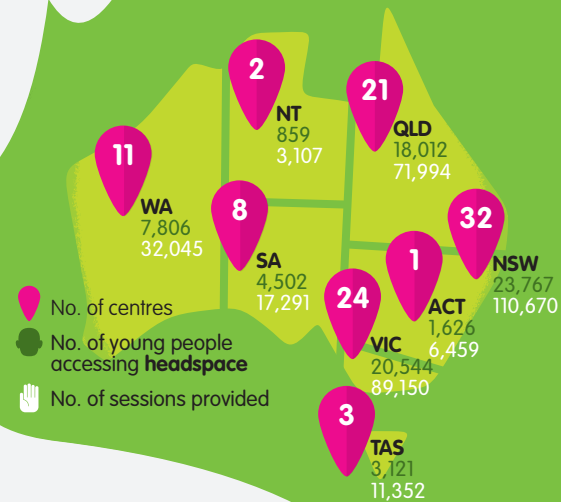 2
NT
859
3,107
21
QLD
18,012
71,994
11
WA
7,806
32,045
8
SA
4,502
17,291
32
NSW
23,767
110,670
1
ACT
1,626
6,459
24
VIC
20,544
89,150
3
TAS
3,121
11,352
No. of centres
No. of young people
accessing headspace
No. of sessions provided